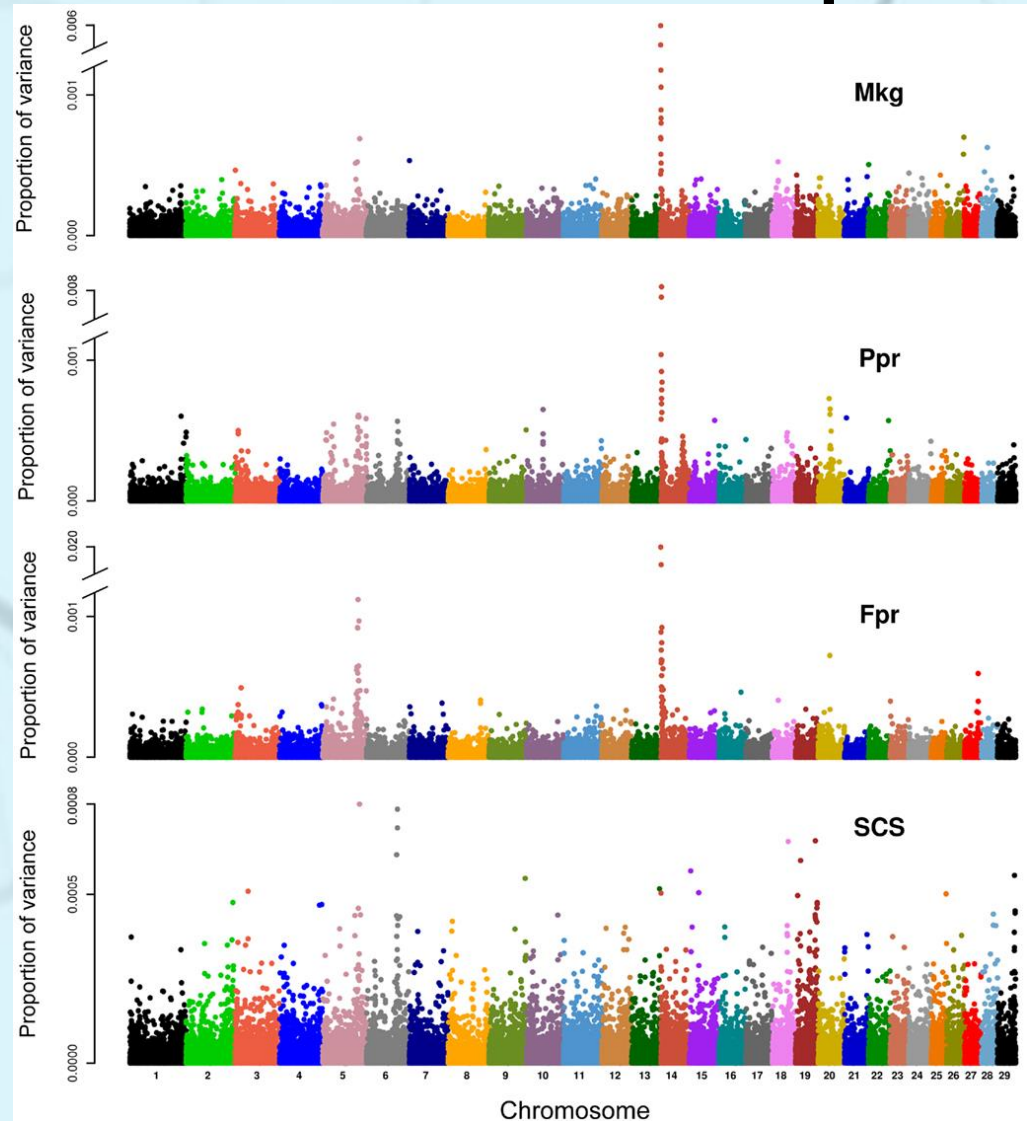 Proportion of variance
0.006
0.001
0.000
Mkg
Proportion of variance
0.008
0.001
0.000
Ppr
Proportion of variance
0.020
0.001
0.000
Fpr
Proportion of variance
0.0008
0.0005
0.0000
SCS
1 2 3 4 5 6 7 8 9 10 11 12 13 14 15 16 17 18 19 20 21 22 23 24 25 26 27 28 29
Chromosome